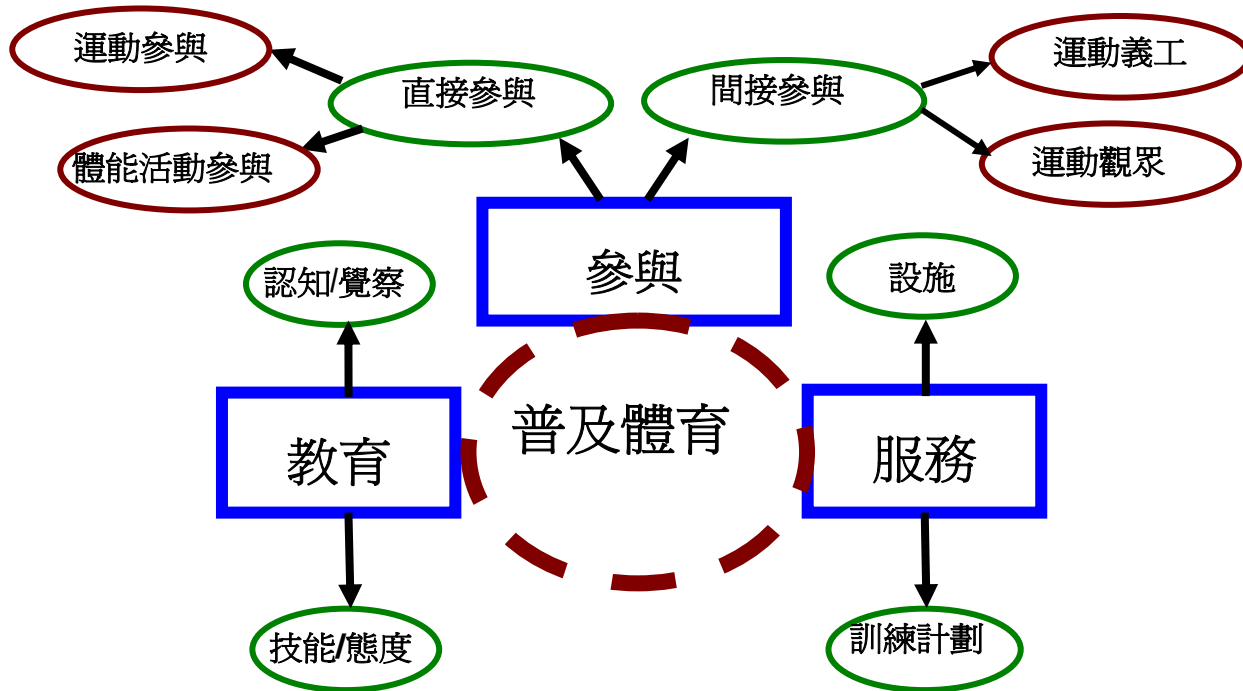 運動參與
直接參與
間接參與
運動義工
體能活動參與
運動觀眾
參與
認知/覺察
設施
普及體育
教育
服務
技能/態度
訓練計劃